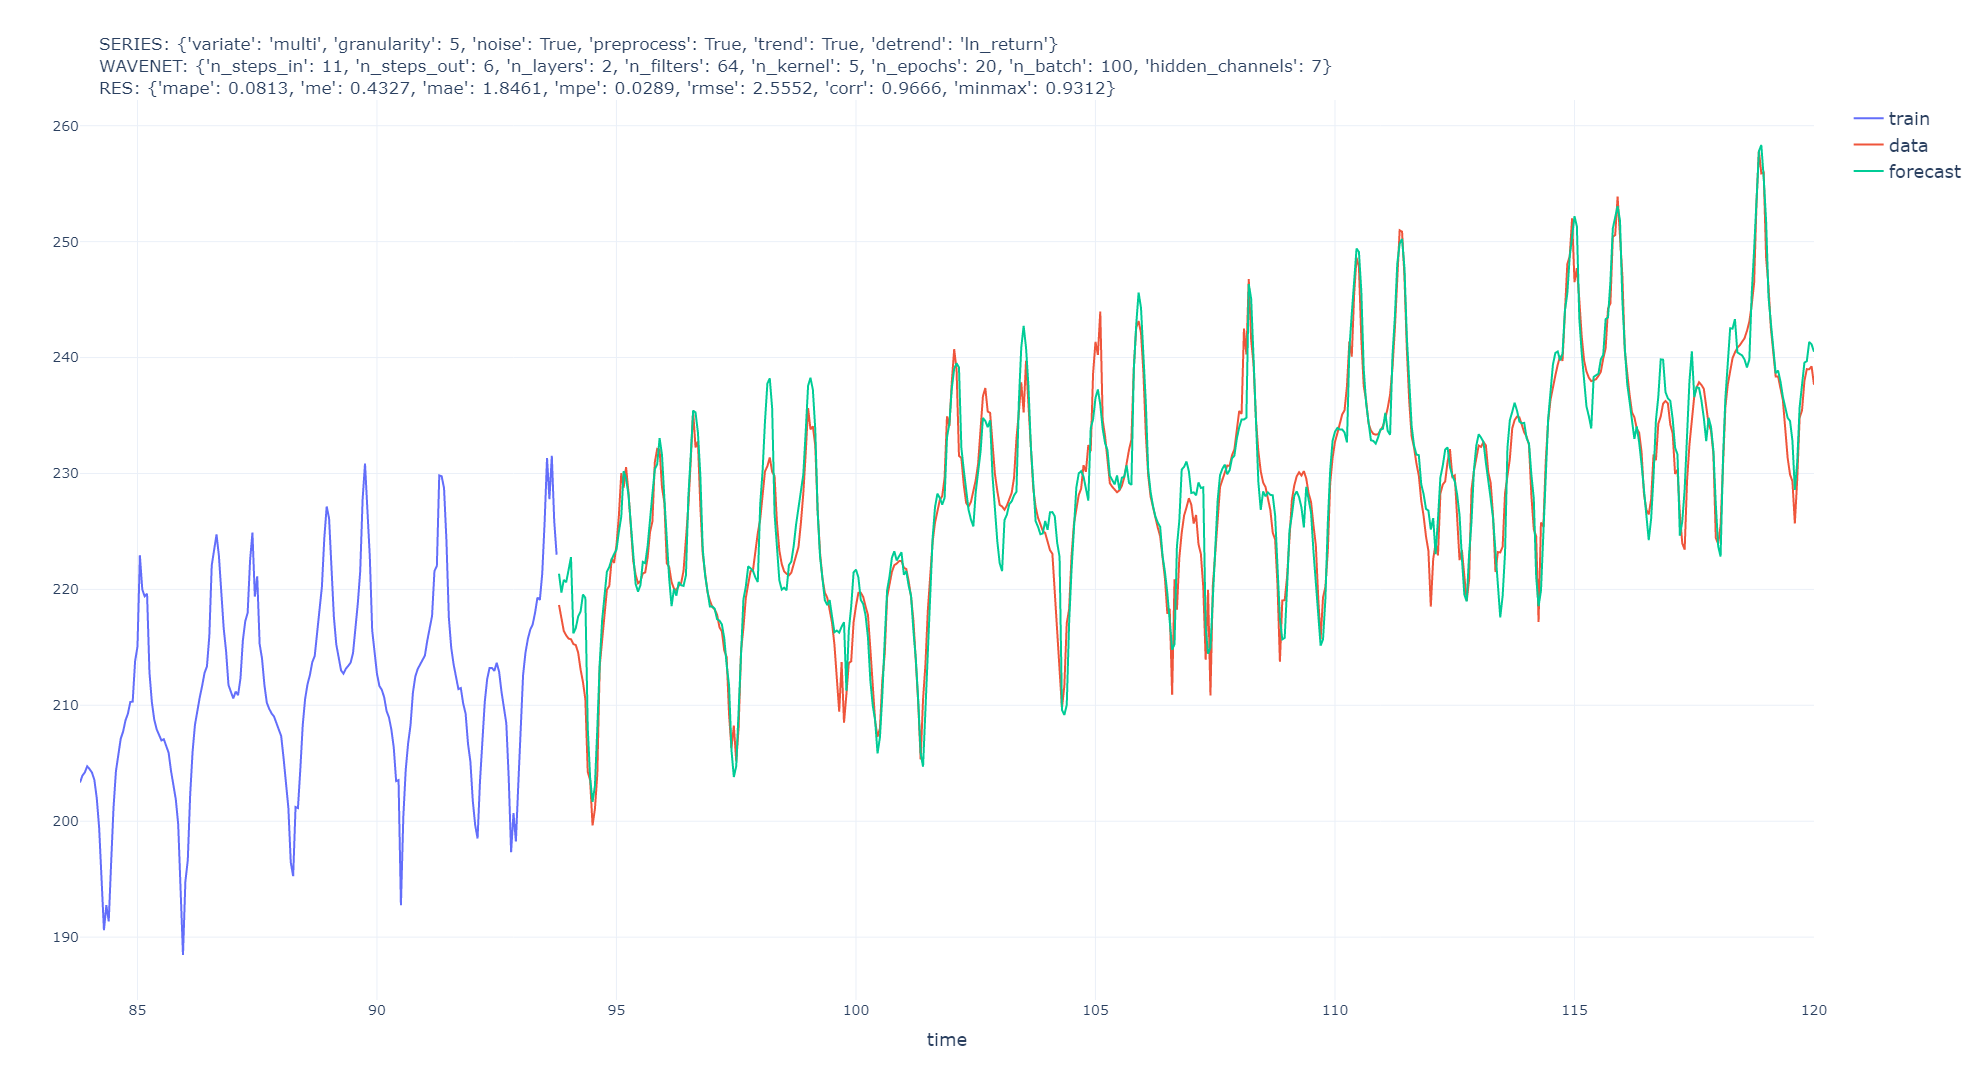 SERIES: {'variate': 'multi', 'granularity': 5, 'noise': True, 'preprocess': True, 'trend': True, 'detrend': 'ln_return'}
WAVENET: {'n_steps_in': 11, 'n_steps_out': 6, 'n_layers': 2, 'n_filters': 64, 'n_kernel': 5, 'n_epochs': 20, 'n_batch': 100, 'hidden_channels': 7}
RES: {'mape': 0.0813, 'me': 0.4327, 'mae': 1.8461, 'mpe': 0.0289, 'rmse': 2.5552, 'corr': 0.9666, 'minmax': 0.9312}
train
data
forecast
260
250
240
230
220
210
200
190
85 90 95 100 105 110 115 120
time